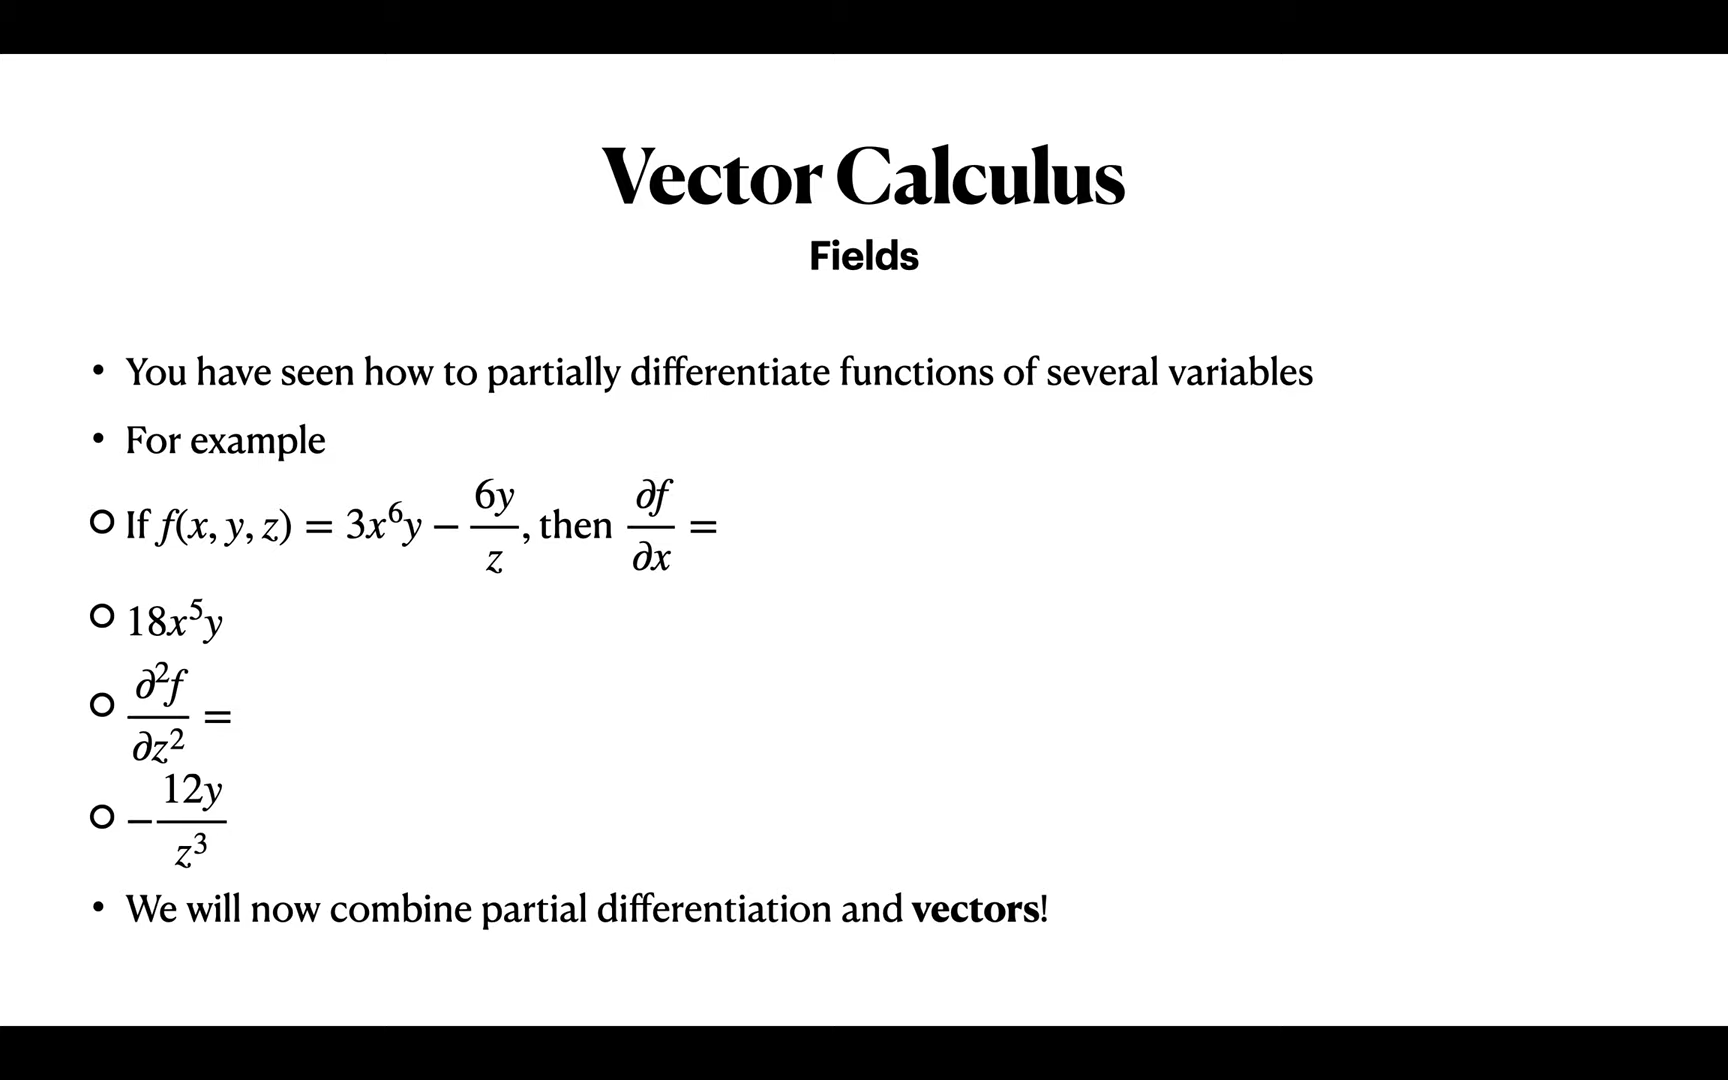 Vector Calculus
Fields
• You have seen how to partially differentiate functions of several variables
• For example
○ If f(x, y, z) = 3x⁶y − 6y/z, then ∂f/∂x =
○ 18x⁵y
○ ∂²f/∂z² =
○ −12y/z³
• We will now combine partial differentiation and vectors!